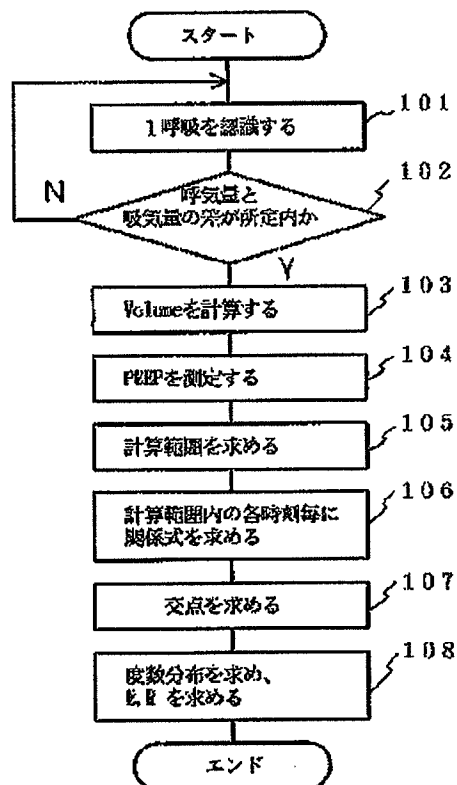 スタート
101
1呼吸を認識する
102
呼気量と
吸気量の差が所定内か
N
Y
103
Volumeを計算する
104
PEEPを測定する
105
計算範囲を求める
106
計算範囲内の各時刻毎に
関係式を求める
107
交点を求める
108
度数分布を求め、
E,R を求める
エンド